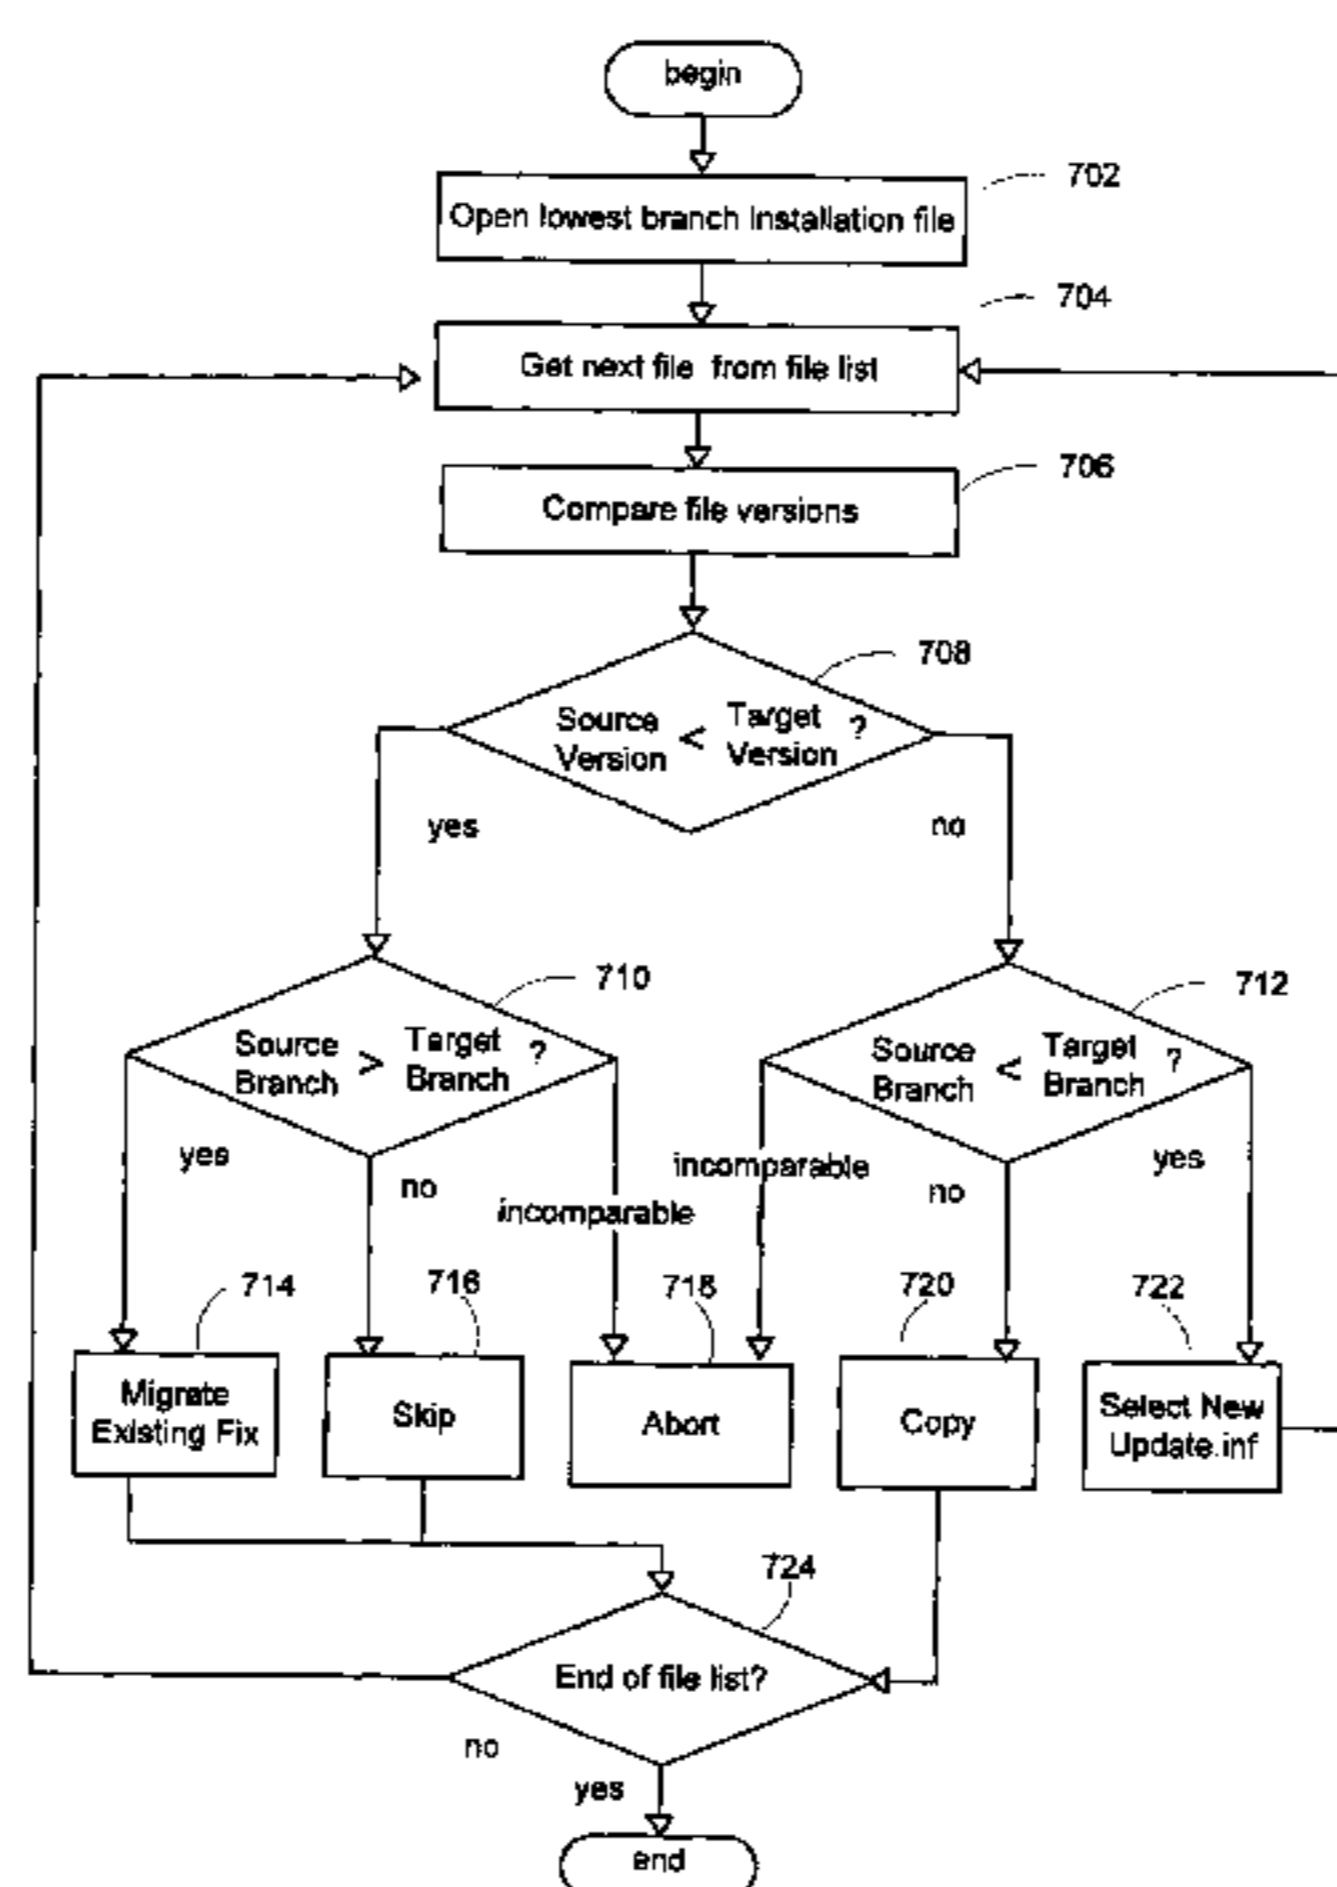 begin
702
Open lowest branch Installation file
704
Get next file from file list
706
Compare file versions
708
Source Version < Target Version ?
yes
no
710
Source Branch > Target Branch ?
712
Source Branch < Target Branch ?
yes
no
incomparable
incomparable
no
yes
714
716
718
720
722
Migrate
Existing Fix
Skip
Abort
Copy
Select New
Update.inf
724
End of file list?
no
yes
end